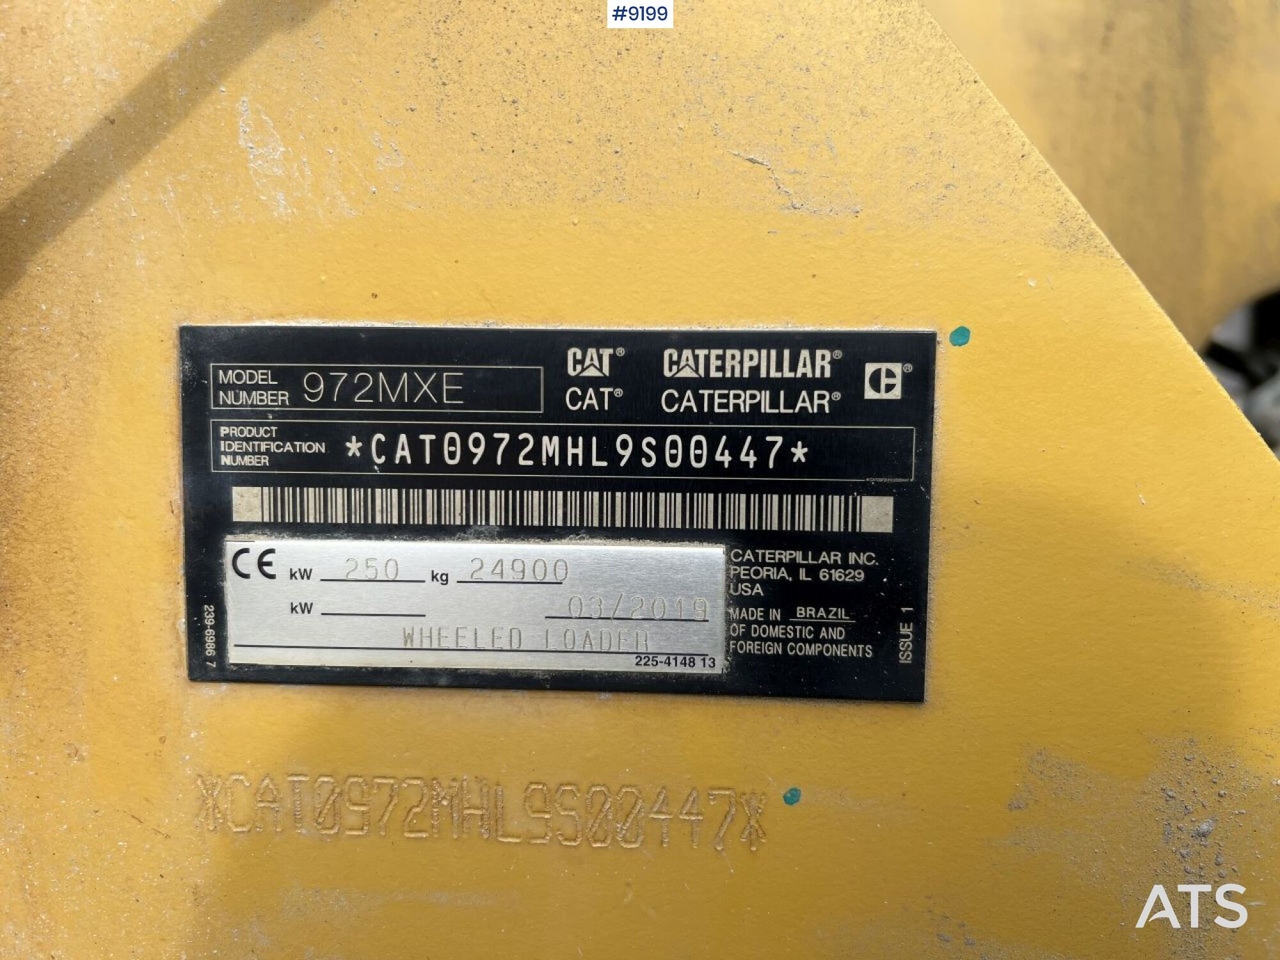 #9199
MODEL NUMBER 972MXE
CAT® CATERPILLAR®
CAT® CATERPILLAR®
PRODUCT IDENTIFICATION NUMBER *CAT0972MHL9S00447*
CE kW 250 kg 24900
kW 03/2019
WHEELED LOADER
225-4148 13
239-6986 7
CATERPILLAR INC.
PEORIA, IL 61629
USA
MADE IN BRAZIL
OF DOMESTIC AND
FOREIGN COMPONENTS
ISSUE 1
*CAT0972MHL9S00447*
ATS